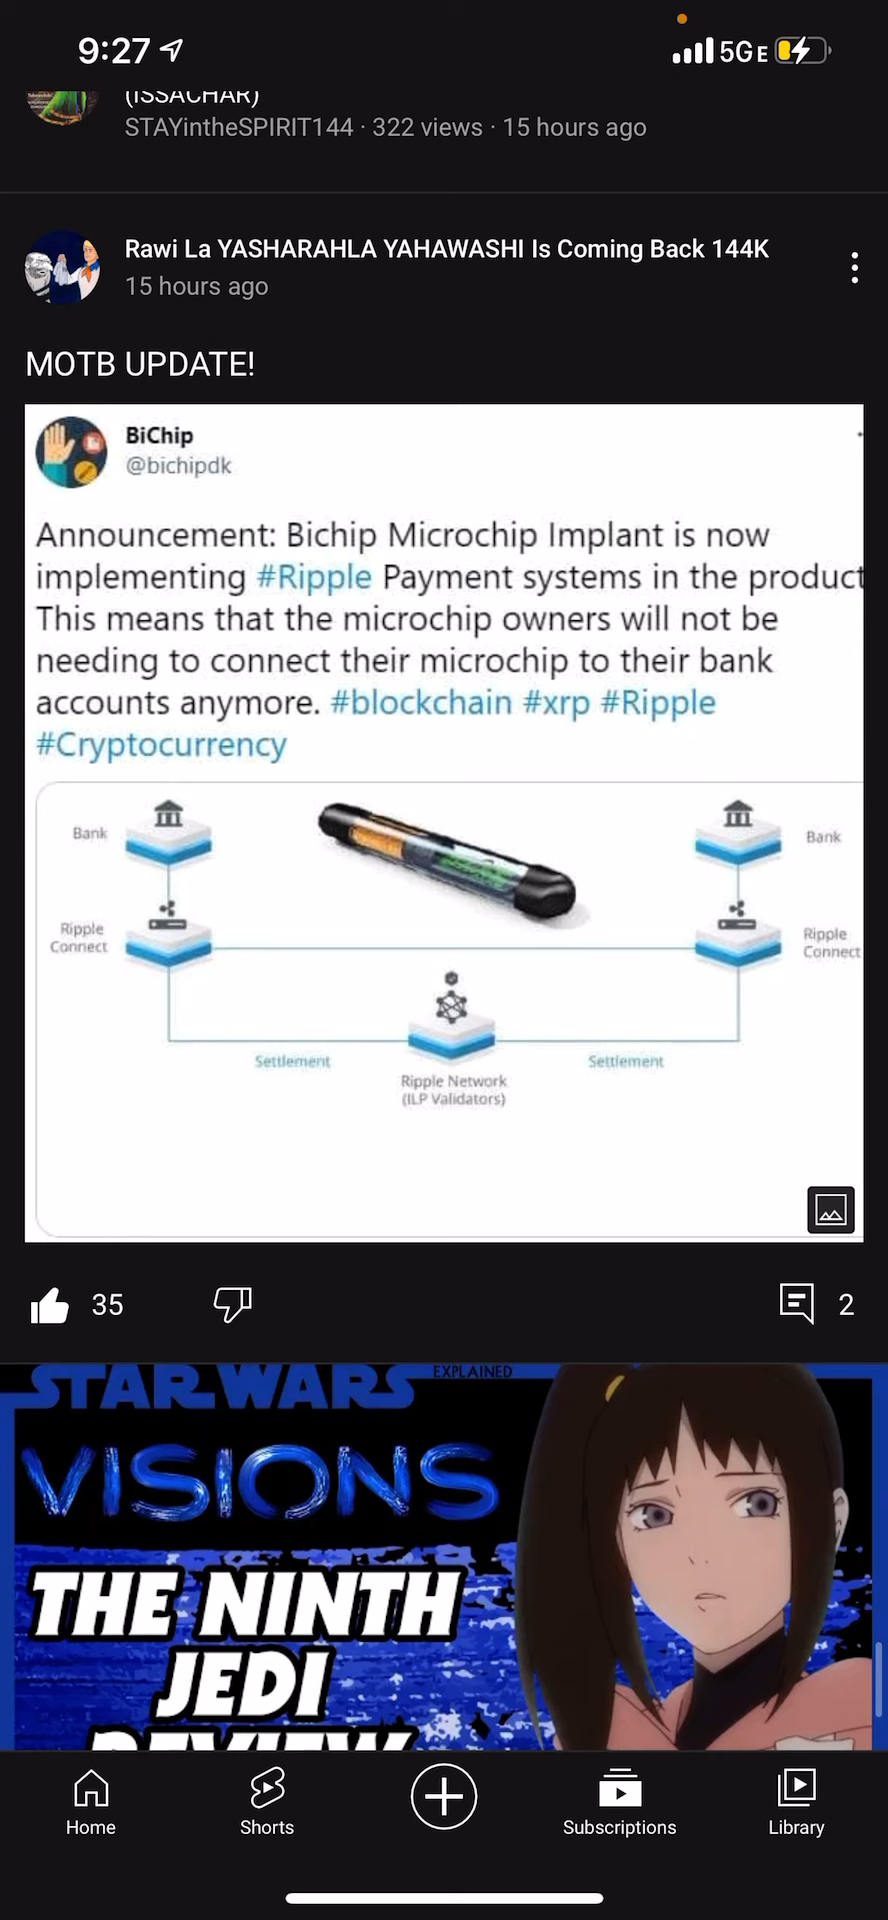 9:27
5GE
(ISSACHAR)
STAYintheSPIRIT144 · 322 views · 15 hours ago
Rawi La YASHARAHLA YAHAWASHI Is Coming Back 144K
15 hours ago
MOTB UPDATE!
BiChip
@bichipdk
Announcement: Bichip Microchip Implant is now
implementing #Ripple Payment systems in the product
This means that the microchip owners will not be
needing to connect their microchip to their bank
accounts anymore. #blockchain #xrp #Ripple
#Cryptocurrency
Bank
Bank
Ripple
Connect
Ripple
Connect
Settlement
Settlement
Ripple Network
(ILP Validators)
35
2
STAR WARS
EXPLAINED
VISIONS
THE NINTH
JEDI
REVIEW
Home
Shorts
Subscriptions
Library